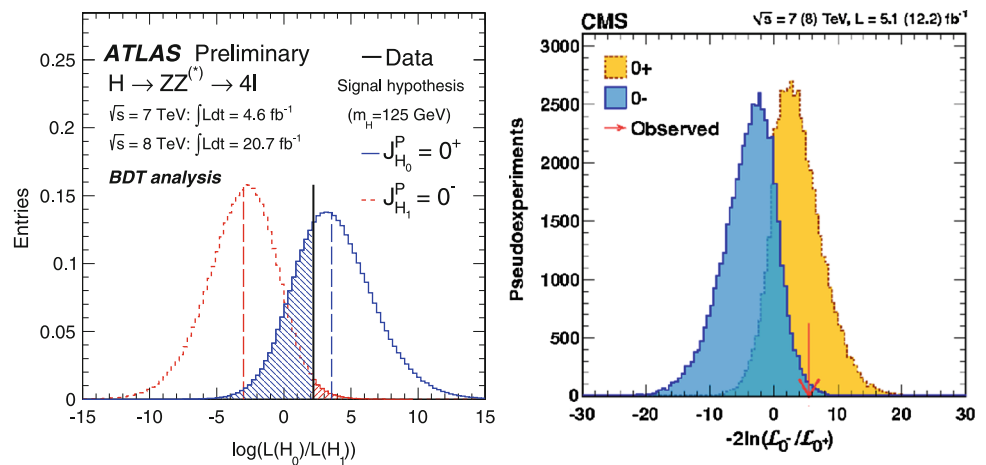 ATLAS Preliminary
H → ZZ(*) → 4l
√s = 7 TeV: ∫Ldt = 4.6 fb-1
√s = 8 TeV: ∫Ldt = 20.7 fb-1
BDT analysis
Data
Signal hypothesis
(mH=125 GeV)
J^P_H0 = 0+
J^P_H1 = 0-
Entries
0.25
0.2
0.15
0.1
0.05
0
-15 -10 -5 0 5 10 15
log(L(H0)/L(H1))
CMS
√s = 7 (8) TeV, L = 5.1 (12.2) fb-1
0+
0-
Observed
Pseudoexperiments
3000
2500
2000
1500
1000
500
0
-30 -20 -10 0 10 20 30
-2ln(ℒ0-/ℒ0+)